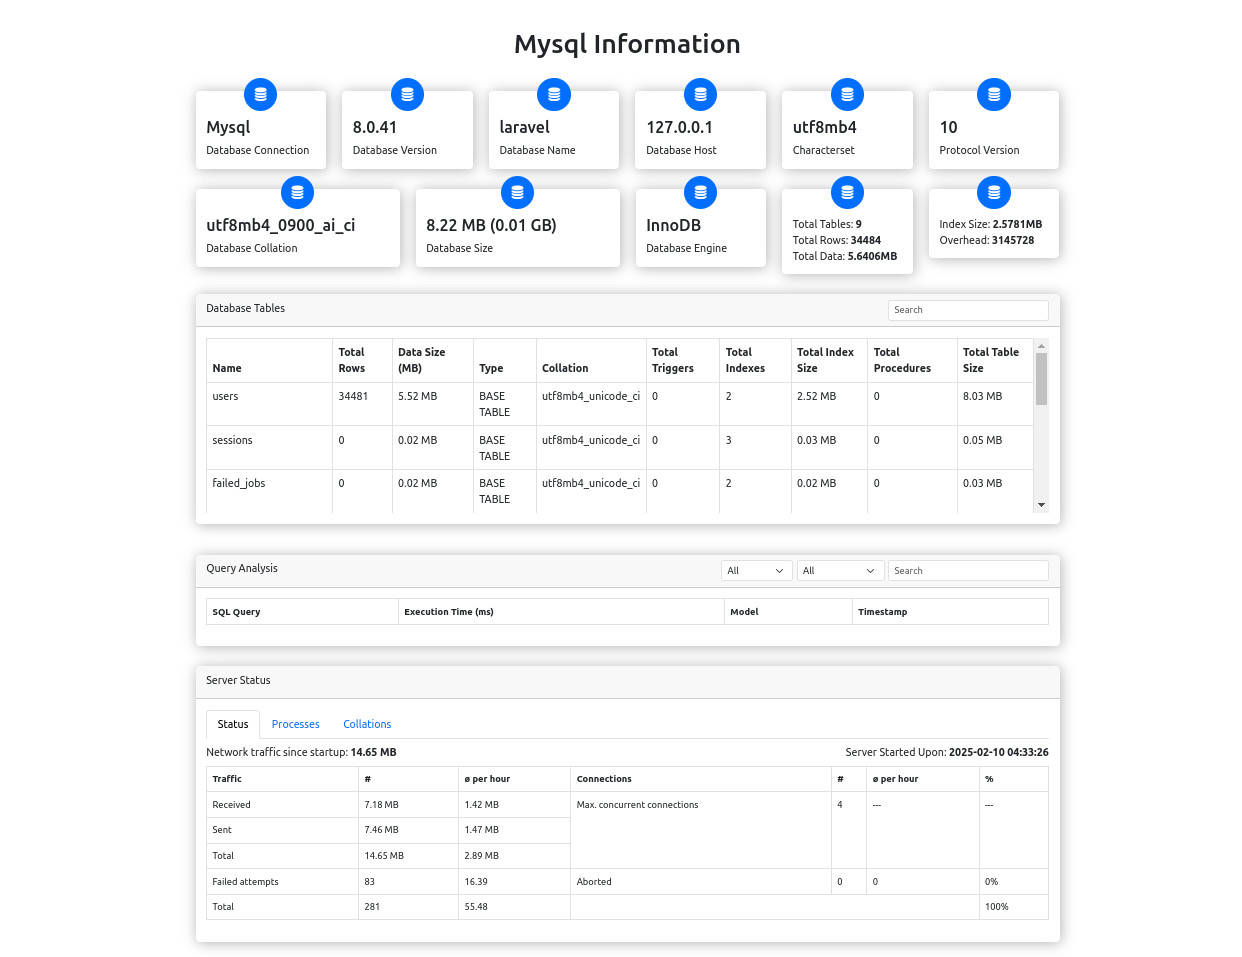 Mysql Information
Mysql
Database Connection
8.0.41
Database Version
laravel
Database Name
127.0.0.1
Database Host
utf8mb4
Characterset
10
Protocol Version
utf8mb4_0900_ai_ci
Database Collation
8.22 MB (0.01 GB)
Database Size
InnoDB
Database Engine
Total Tables: 9
Total Rows: 34484
Total Data: 5.6406MB
Index Size: 2.5781MB
Overhead: 3145728
Database Tables Search
Name Total Rows Data Size (MB) Type Collation Total Triggers Total Indexes Total Index Size Total Procedures Total Table Size
users 34481 5.52 MB BASE TABLE utf8mb4_unicode_ci 0 2 2.52 MB 0 8.03 MB
sessions 0 0.02 MB BASE TABLE utf8mb4_unicode_ci 0 3 0.03 MB 0 0.05 MB
failed_jobs 0 0.02 MB BASE TABLE utf8mb4_unicode_ci 0 2 0.02 MB 0 0.03 MB
Query Analysis All All Search
SQL Query Execution Time (ms) Model Timestamp
Server Status
Status Processes Collations
Network traffic since startup: 14.65 MB Server Started Upon: 2025-02-10 04:33:26
Traffic # ø per hour Connections # ø per hour %
Received 7.18 MB 1.42 MB Max. concurrent connections 4 --- ---
Sent 7.46 MB 1.47 MB
Total 14.65 MB 2.89 MB
Failed attempts 83 16.39 Aborted 0 0 0%
Total 281 55.48 100%